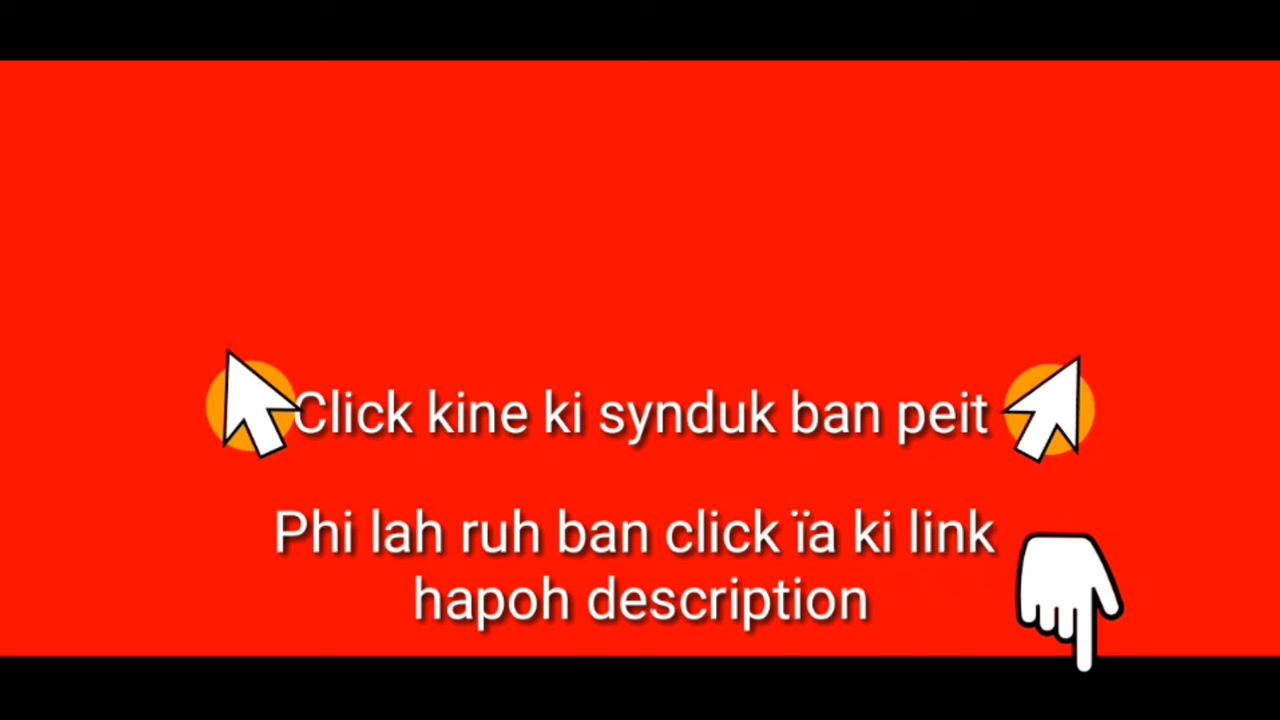 Click kine ki synduk ban peit
Phi lah ruh ban click ïa ki link
hapoh description